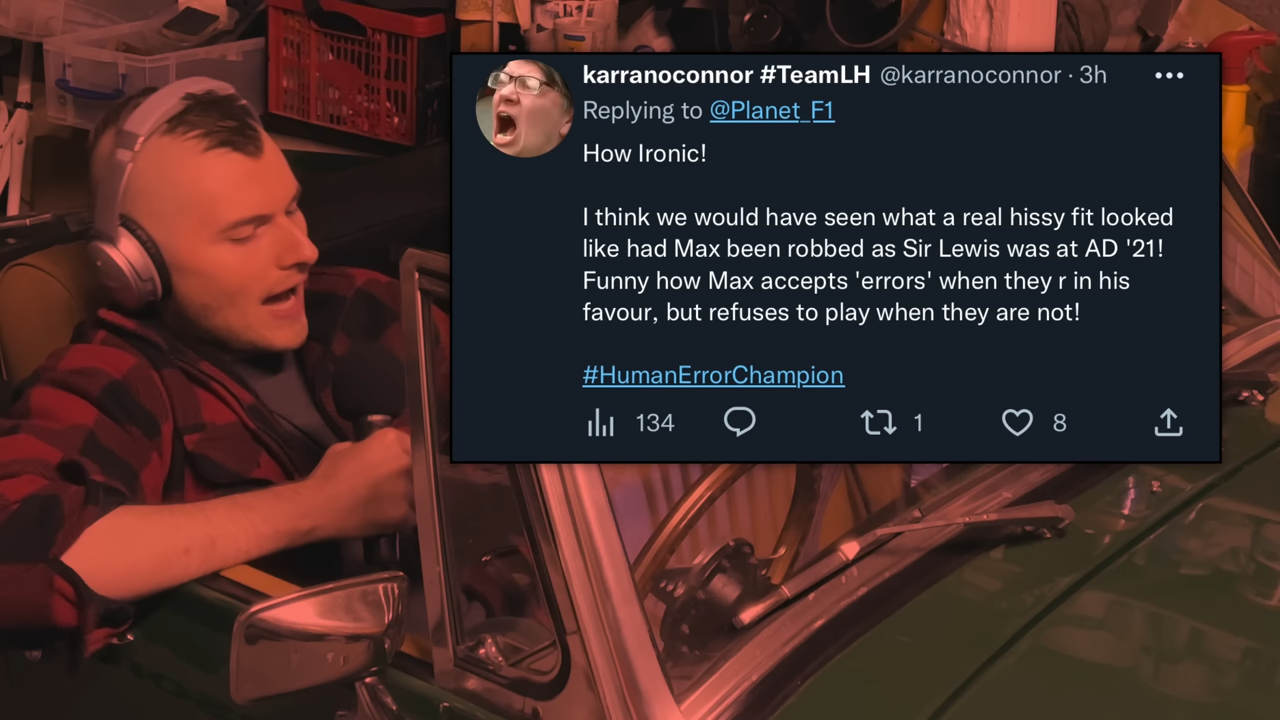 karranoconnor #TeamLH @karranoconnor · 3h
Replying to @Planet_F1
How Ironic!
I think we would have seen what a real hissy fit looked
like had Max been robbed as Sir Lewis was at AD '21!
Funny how Max accepts 'errors' when they r in his
favour, but refuses to play when they are not!
#HumanErrorChampion
134 1 8